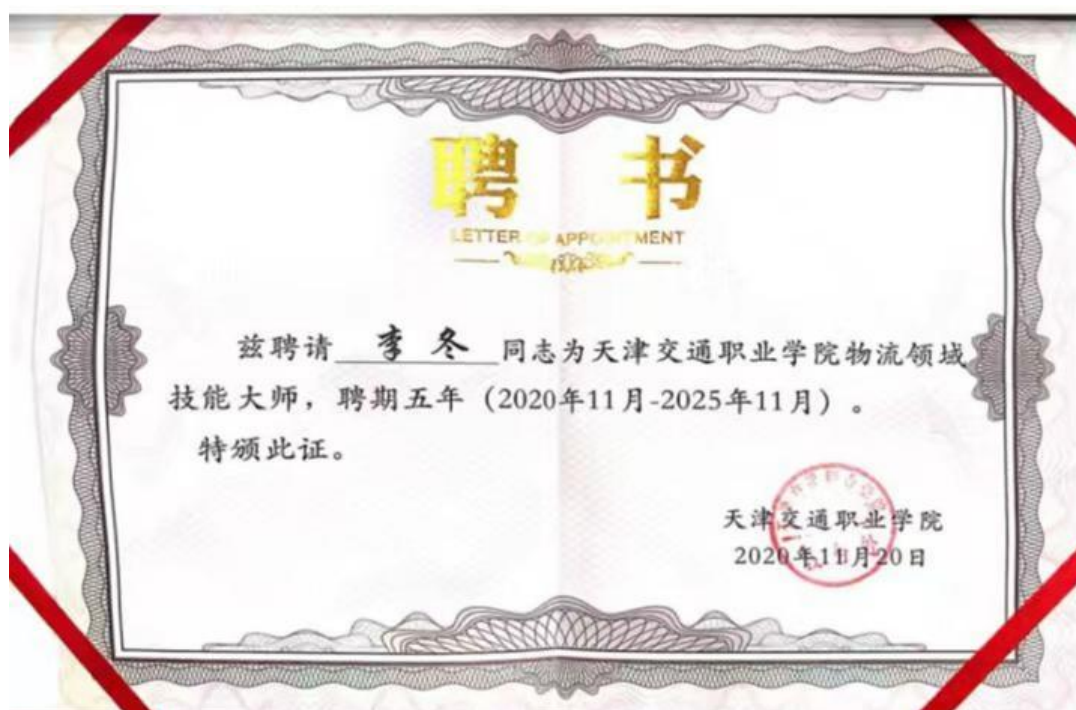 聘 书
LETTER OF APPOINTMENT
兹聘请 李冬 同志为天津交通职业学院物流领域
技能大师，聘期五年（2020年11月-2025年11月）。
特颁此证。
天津交通职业学院
2020年11月20日